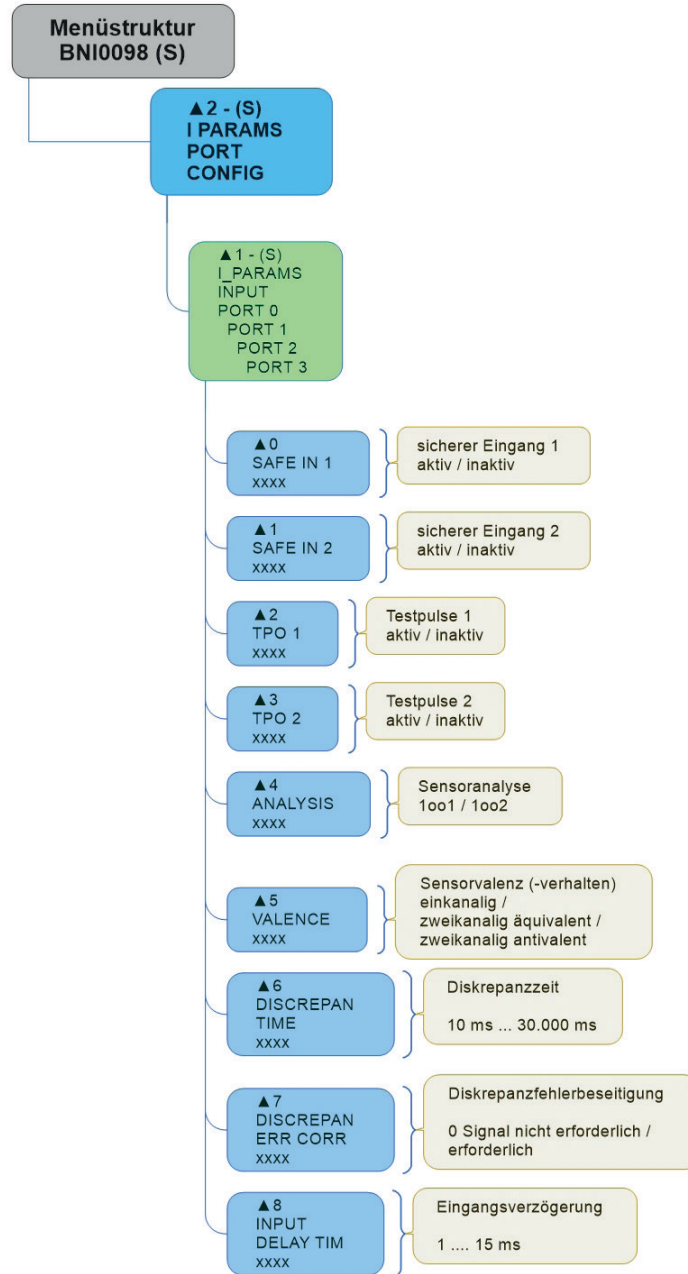 Menüstruktur
BNI0098 (S)
▲2 - (S)
I PARAMS
PORT
CONFIG
▲1 - (S)
I_PARAMS
INPUT
PORT 0
PORT 1
PORT 2
PORT 3
▲0
SAFE IN 1
xxxx
sicherer Eingang 1
aktiv / inaktiv
▲1
SAFE IN 2
xxxx
sicherer Eingang 2
aktiv / inaktiv
▲2
TPO 1
xxxx
Testpulse 1
aktiv / inaktiv
▲3
TPO 2
xxxx
Testpulse 2
aktiv / inaktiv
▲4
ANALYSIS
xxxx
Sensoranalyse
1oo1 / 1oo2
▲5
VALENCE
xxxx
Sensorvalenz (-verhalten)
einkanalig /
zweikanalig äquivalent /
zweikanalig antivalent
▲6
DISCREPAN
TIME
xxxx
Diskrepanzzeit
10 ms ... 30.000 ms
▲7
DISCREPAN
ERR CORR
xxxx
Diskrepanzfehlerbeseitigung
0 Signal nicht erforderlich /
erforderlich
▲8
INPUT
DELAY TIM
xxxx
Eingangsverzögerung
1 .... 15 ms